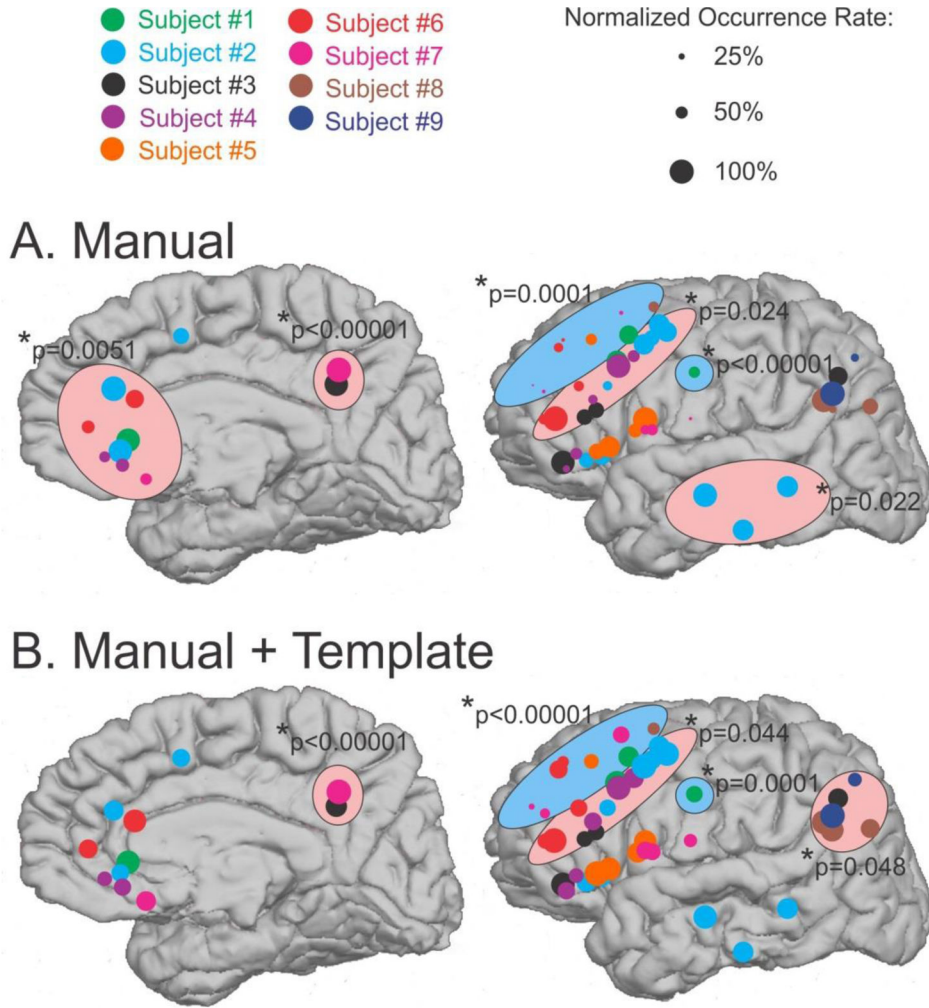 Subject #1
Subject #2
Subject #3
Subject #4
Subject #5
Subject #6
Subject #7
Subject #8
Subject #9
Normalized Occurrence Rate:
25%
50%
100%
A. Manual
*p=0.0051
*p<0.00001
*p=0.0001
*p=0.024
*p<0.00001
*p=0.022
B. Manual + Template
*p<0.00001
*p<0.00001
*p=0.044
*p=0.0001
*p=0.048